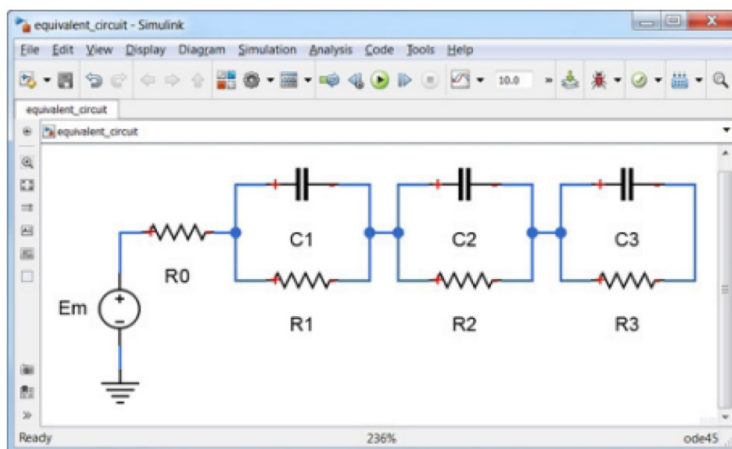 equivalent_circuit - Simulink
File Edit View Display Diagram Simulation Analysis Code Tools Help
10.0
equivalent_circuit
equivalent_circuit
C1 C2 C3
R0
Em
R1 R2 R3
Ready 236% ode45